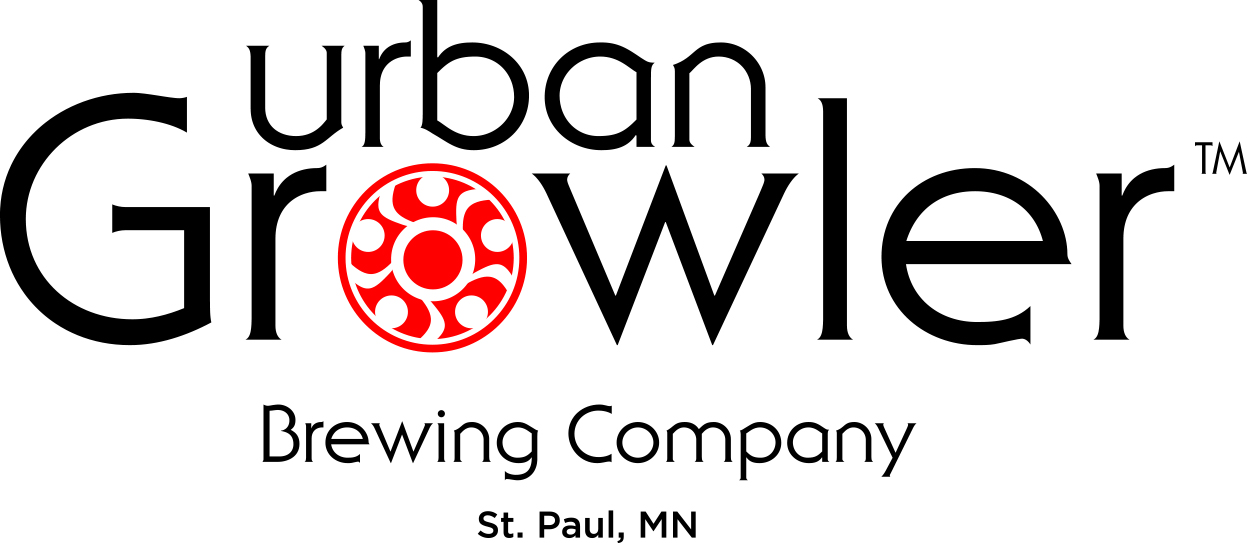 urban
Growler™
Brewing Company
St. Paul, MN